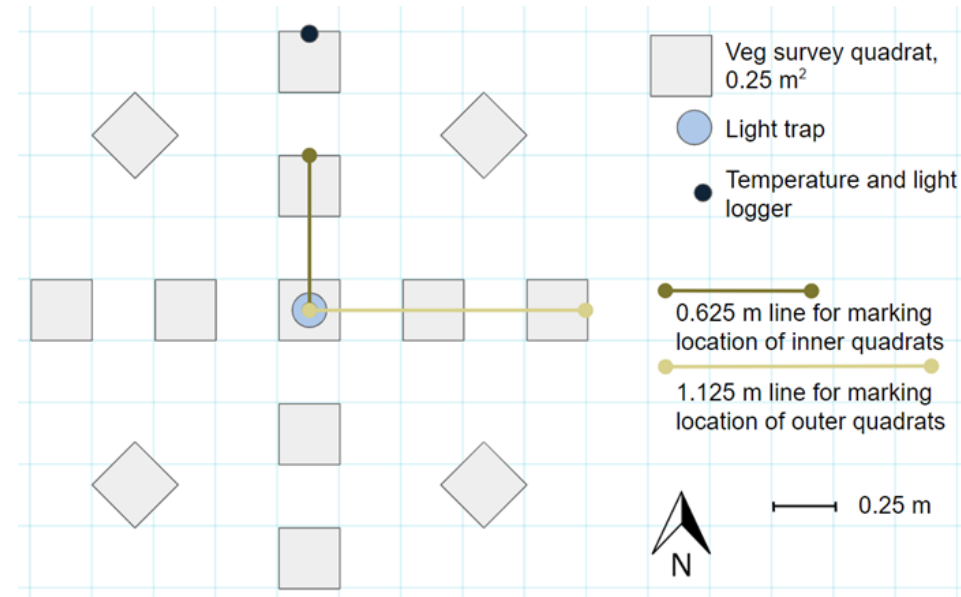 Veg survey quadrat,
0.25 m²
Light trap
Temperature and light
logger
0.625 m line for marking
location of inner quadrats
1.125 m line for marking
location of outer quadrats
0.25 m
N